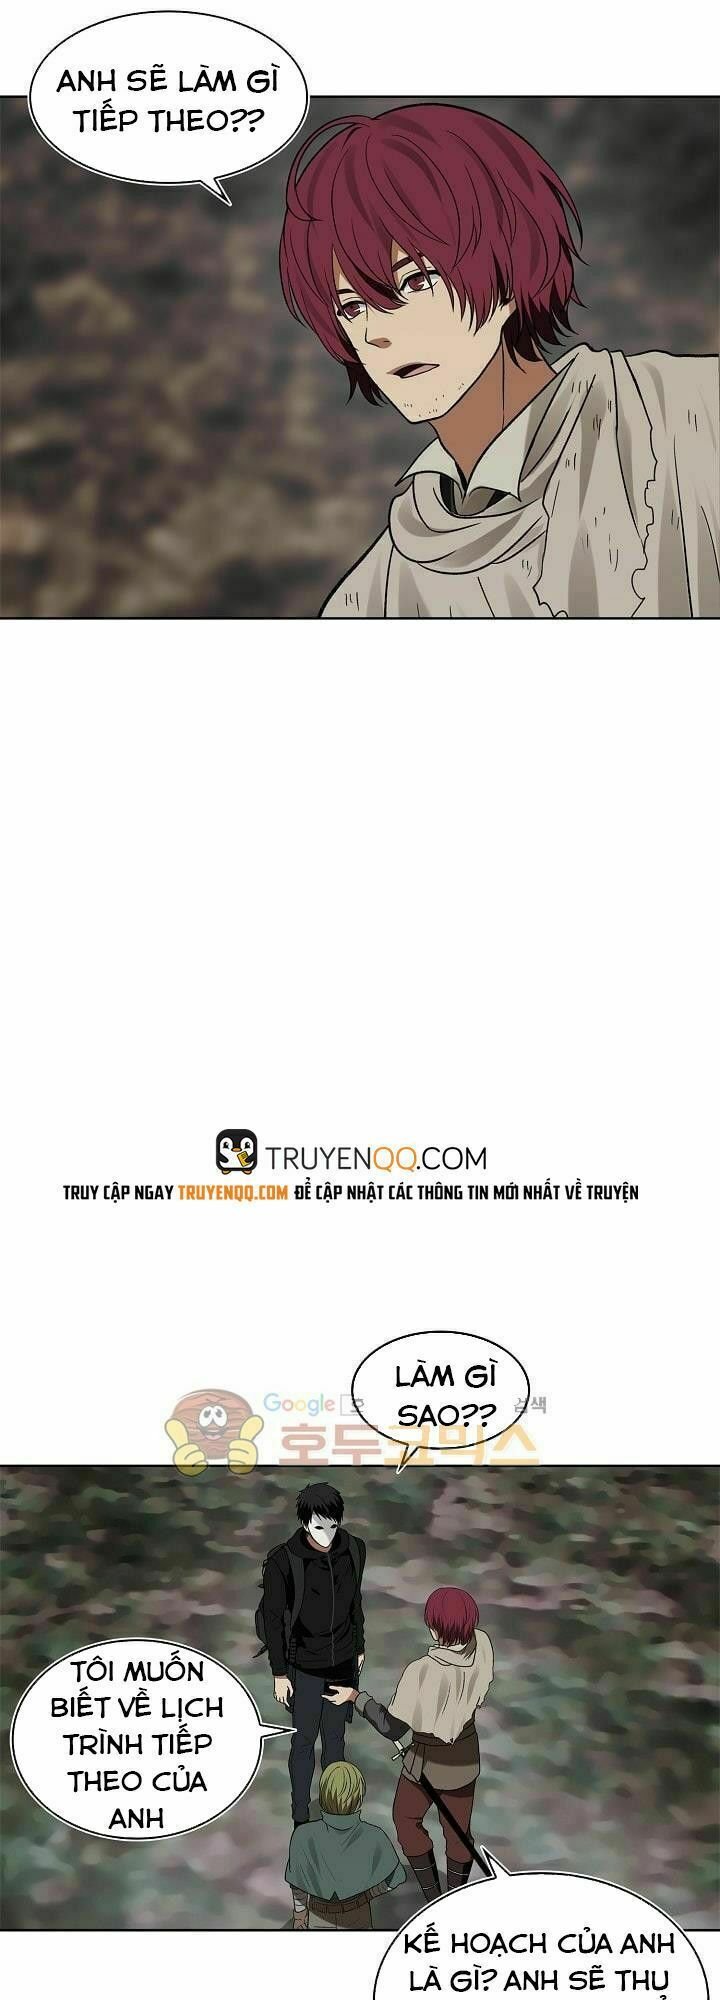 ANH SẼ LÀM GÌ
TIẾP THEO??
TRUYENQQ.COM
TRUY CẬP NGAY TRUYENQQ.COM ĐỂ CẬP NHẬT CÁC THÔNG TIN MỚI NHẤT VỀ TRUYỆN
LÀM GÌ
SAO??
Google 호 검색
호두코믹스
TÔI MUỐN
BIẾT VỀ LỊCH
TRÌNH TIẾP
THEO CỦA
ANH
KẾ HOẠCH CỦA ANH
LÀ GÌ? ANH SẼ THU